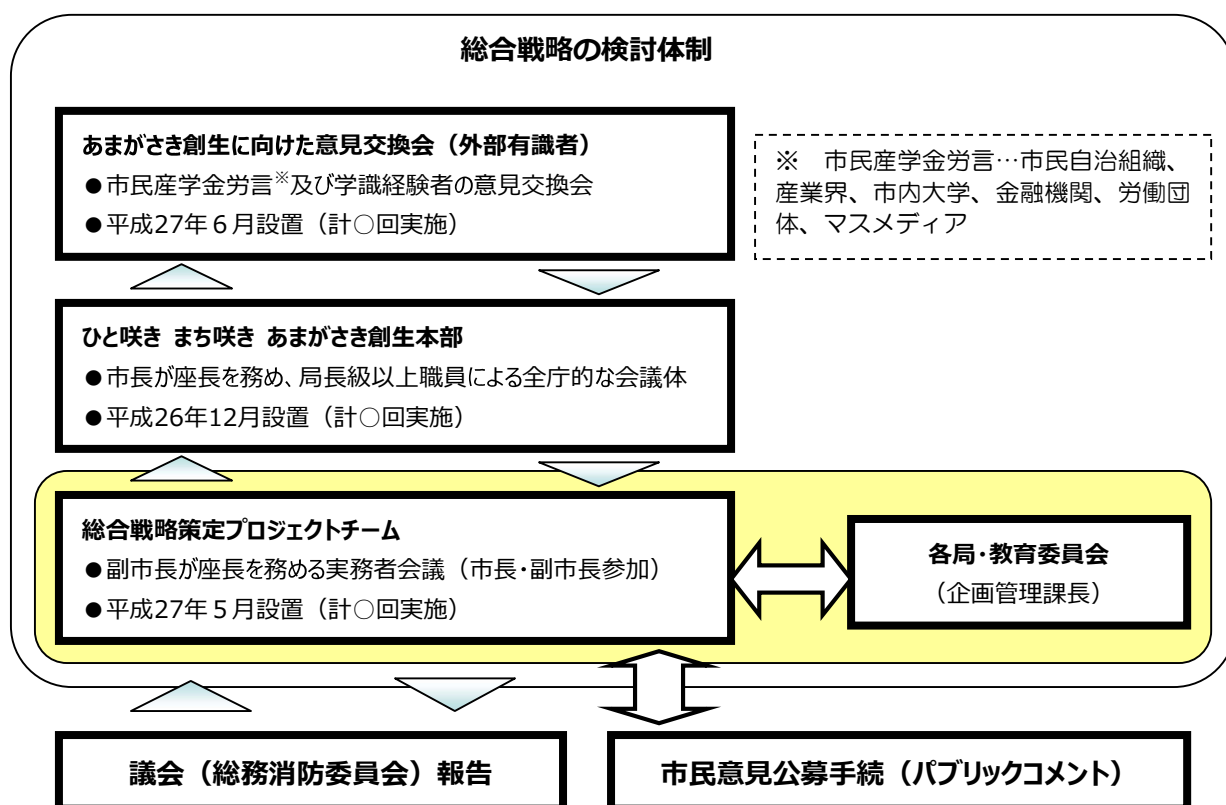 総合戦略の検討体制
あまがさき創生に向けた意見交換会（外部有識者）
●市民産学金労言※及び学識経験者の意見交換会
●平成27年６月設置（計○回実施）
※　市民産学金労言…市民自治組織、
産業界、市内大学、金融機関、労働団
体、マスメディア
ひと咲き まち咲き あまがさき創生本部
●市長が座長を務め、局長級以上職員による全庁的な会議体
●平成26年12月設置（計○回実施）
総合戦略策定プロジェクトチーム
●副市長が座長を務める実務者会議（市長・副市長参加）
●平成27年５月設置（計○回実施）
各局・教育委員会
（企画管理課長）
議会（総務消防委員会）報告
市民意見公募手続（パブリックコメント）